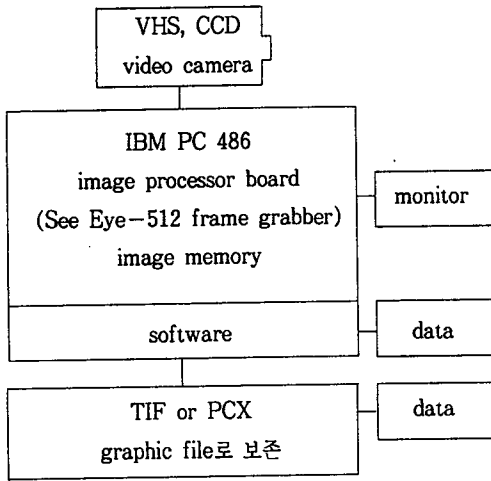 VHS, CCD
video camera
IBM PC 486
image processor board
(See Eye-512 frame grabber)
image memory
monitor
software
data
TIF or PCX
graphic file로 보존
data